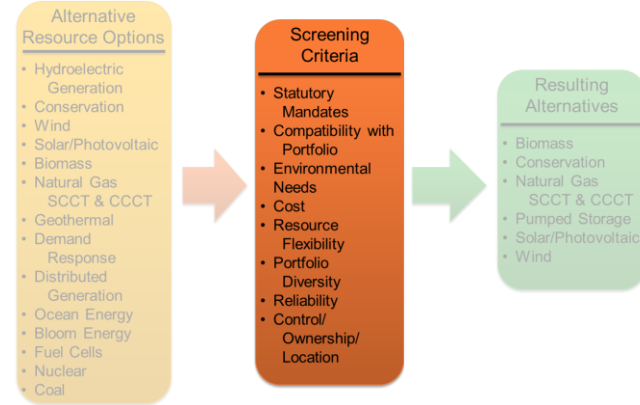 Alternative
Resource Options
• Hydroelectric
Generation
• Conservation
• Wind
• Solar/Photovoltaic
• Biomass
• Natural Gas
SCCT & CCCT
• Geothermal
• Demand
Response
• Distributed
Generation
• Ocean Energy
• Bloom Energy
• Fuel Cells
• Nuclear
• Coal
Screening
Criteria
• Statutory
Mandates
• Compatibility with
Portfolio
• Environmental
Needs
• Cost
• Resource
Flexibility
• Portfolio
Diversity
• Reliability
• Control/
Ownership/
Location
Resulting
Alternatives
• Biomass
• Conservation
• Natural Gas
SCCT & CCCT
• Pumped Storage
• Solar/Photovoltaic
• Wind